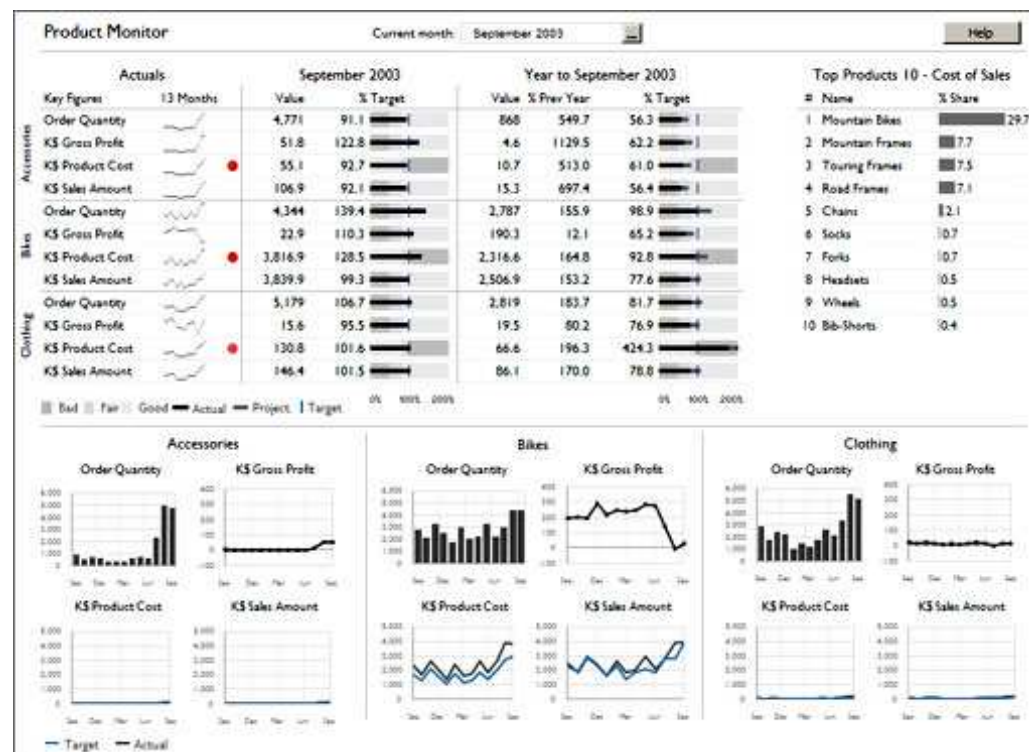 Product Monitor Current month: September 2003 ... Help
Actuals September 2003 Year to September 2003 Top Products 10 - Cost of Sales
Key Figures 13 Months Value % Target Value % Prev Year % Target # Name % Share
Accessories
Order Quantity 4,771 91.1 868 549.7 56.3 1 Mountain Bikes 29.7
K$ Gross Profit 51.8 122.8 4.6 1129.5 62.2 2 Mountain Frames 7.7
K$ Product Cost 55.1 92.7 10.7 513.0 61.0 3 Touring Frames 7.5
K$ Sales Amount 106.9 92.1 15.3 697.4 56.4 4 Road Frames 7.1
Bikes
Order Quantity 4,344 139.4 2,787 155.9 98.9 5 Chains 2.1
K$ Gross Profit 22.9 110.3 190.3 12.1 65.2 6 Socks 0.7
K$ Product Cost 3,816.9 128.5 2,316.6 164.8 92.8 7 Forks 0.7
K$ Sales Amount 3,839.9 99.3 2,506.9 153.2 77.6 8 Headsets 0.5
Clothing
Order Quantity 5,179 106.7 2,819 183.7 81.7 9 Wheels 0.5
K$ Gross Profit 15.6 95.5 19.5 80.2 76.9 10 Bib-Shorts 0.4
K$ Product Cost 130.8 101.6 66.6 196.3 424.3
K$ Sales Amount 146.4 101.5 86.1 170.0 78.8
0% 100% 200% 0% 100% 200%
Bad Fair Good Actual Project. Target
Accessories Bikes Clothing
Order Quantity K$ Gross Profit Order Quantity K$ Gross Profit Order Quantity K$ Gross Profit
K$ Product Cost K$ Sales Amount K$ Product Cost K$ Sales Amount K$ Product Cost K$ Sales Amount
Target Actual